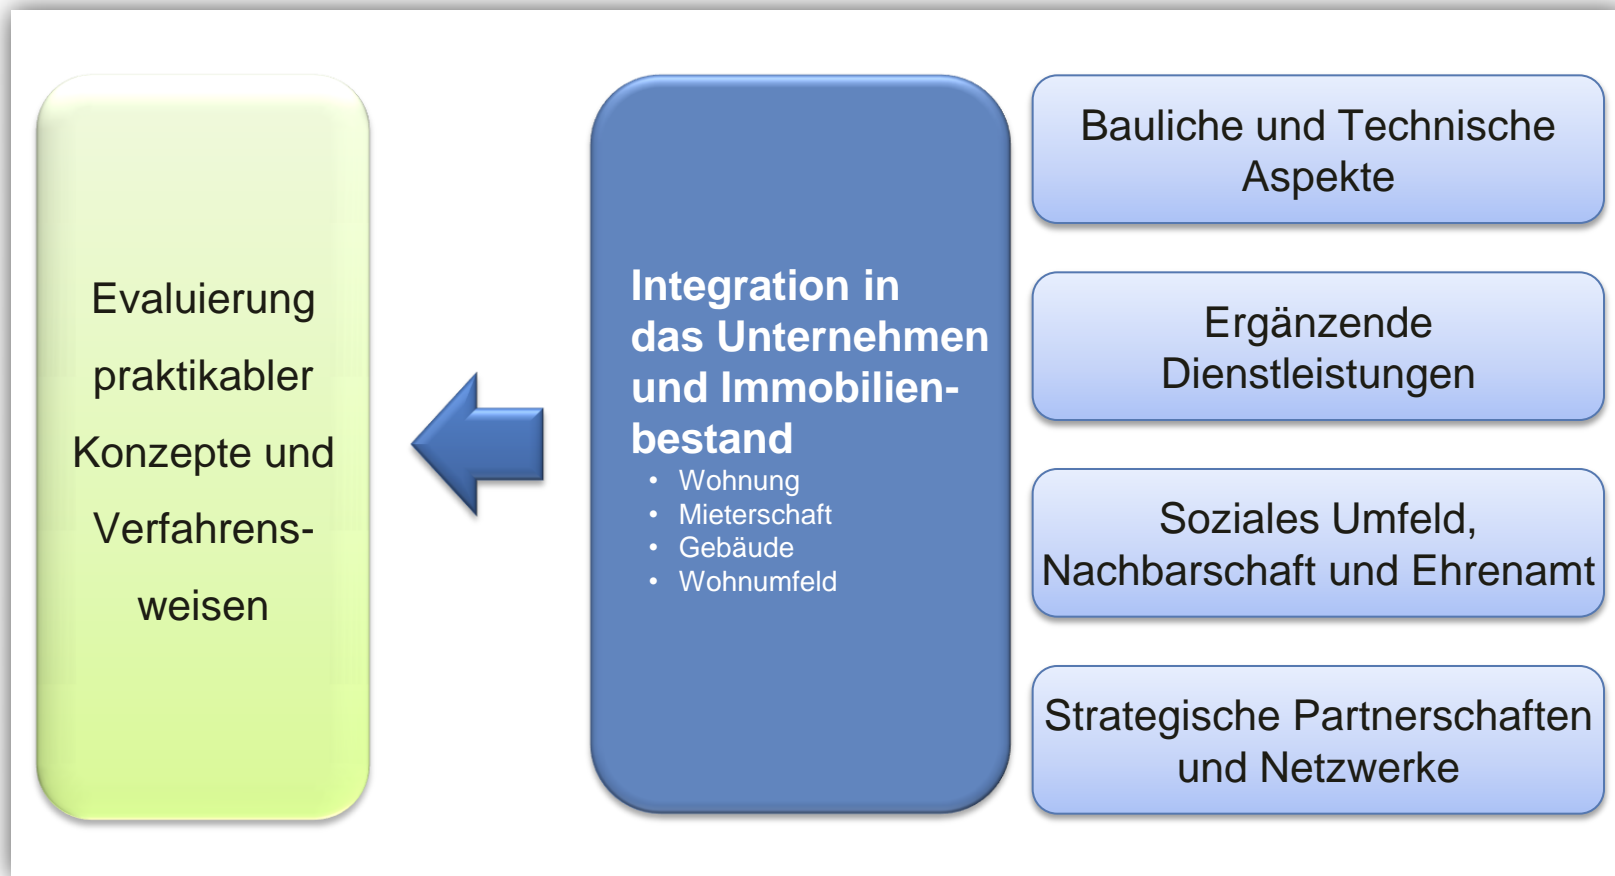 Evaluierung
praktikabler
Konzepte und
Verfahrens-
weisen
Integration in
das Unternehmen
und Immobilien-
bestand
• Wohnung
• Mieterschaft
• Gebäude
• Wohnumfeld
Bauliche und Technische
Aspekte
Ergänzende
Dienstleistungen
Soziales Umfeld,
Nachbarschaft und Ehrenamt
Strategische Partnerschaften
und Netzwerke